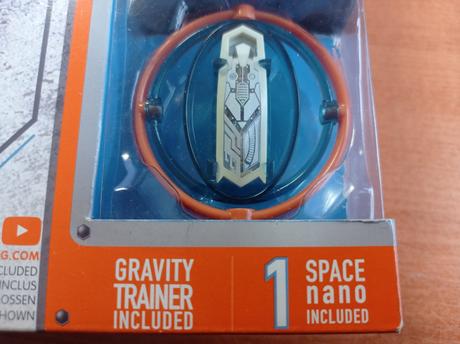 G.COM
CLUDED
INCLUS
OSSEN
HOWN
GRAVITY
TRAINER
INCLUDED
1
SPACE
nano
INCLUDED